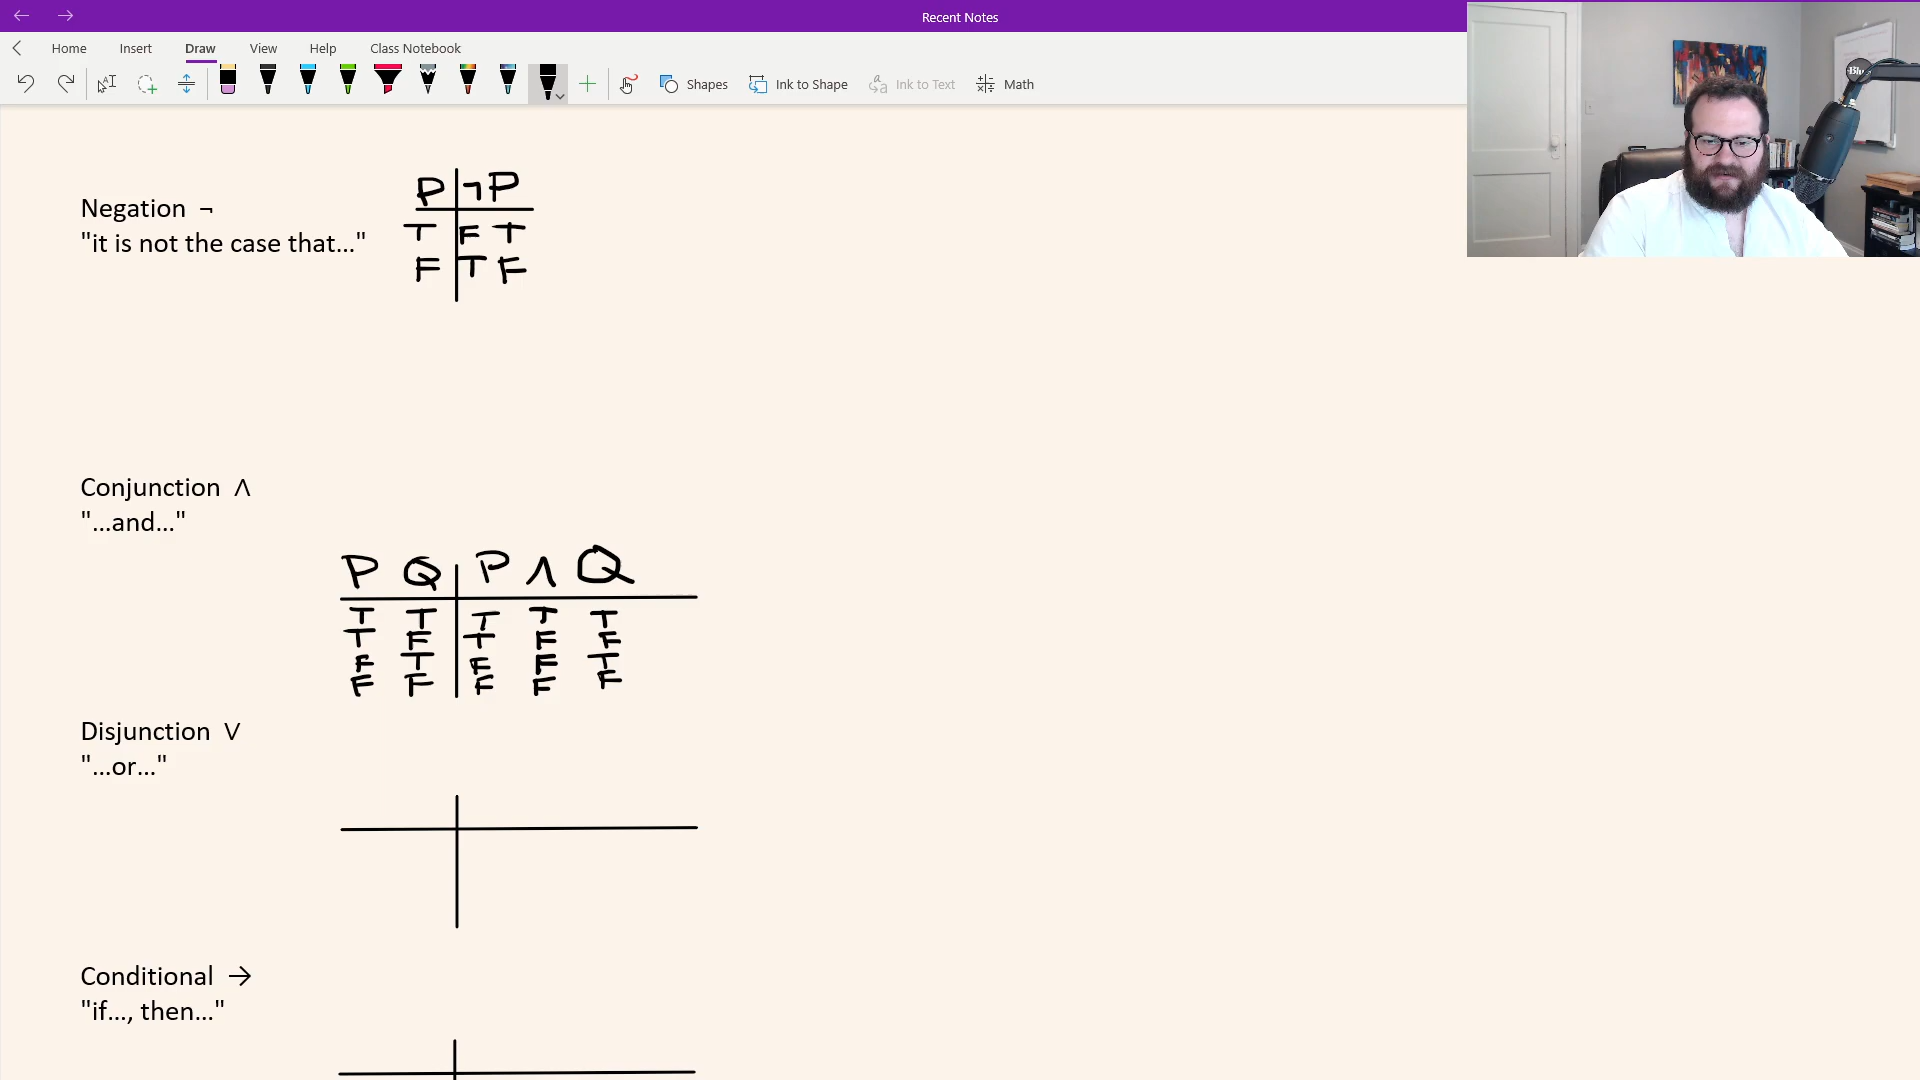 Recent Notes
Home Insert Draw View Help Class Notebook
Shapes Ink to Shape Ink to Text Math
Negation ¬
"it is not the case that..."
P ¬P
T F T
F T F
Conjunction ∧
"...and..."
P Q P ∧ Q
T T T T T
T F T F F
F T F F T
F F F F F
Disjunction ∨
"...or..."
Conditional →
"if..., then..."